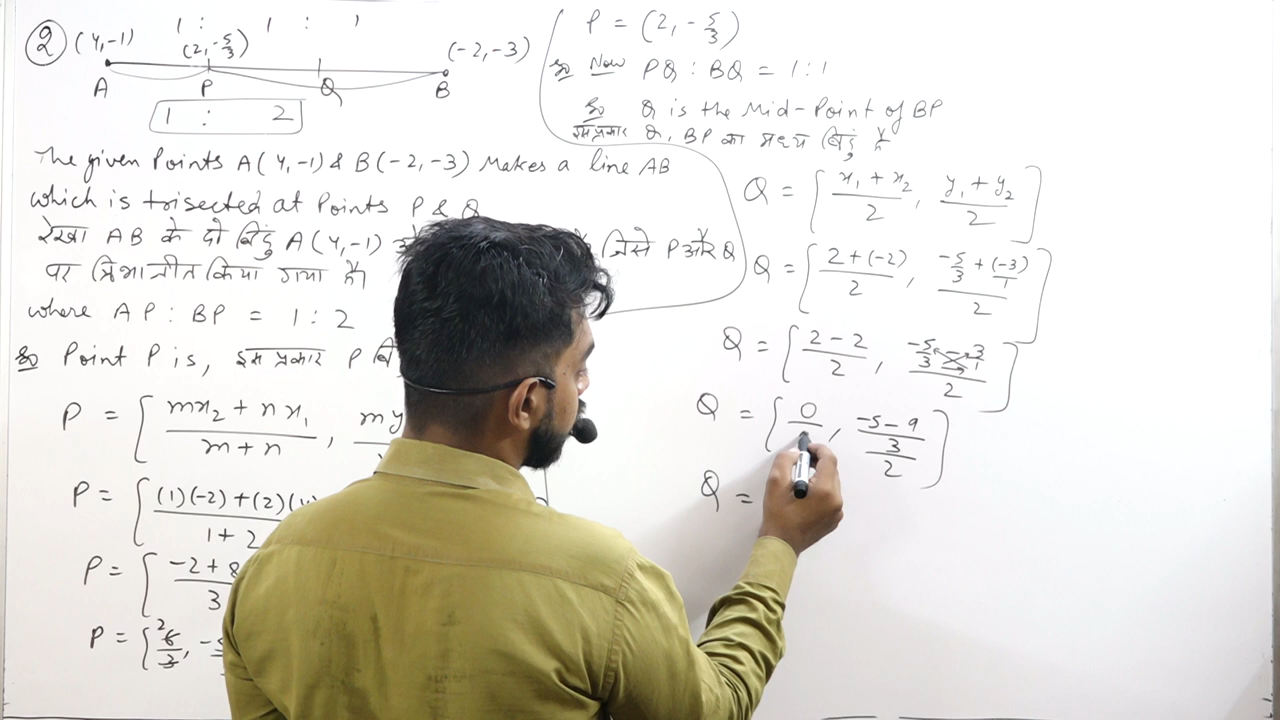 1 : 1 : 1
② (4,-1) (2,-5/3) (-2,-3)
A P Q B
1 : 2
The given Points A(4,-1) & B(-2,-3) Makes a line AB
which is trisected at Points P & Q
रेखा AB के दो बिंदु A(4,-1) जिसे P और Q
पर त्रिभाजीत किया गया है।
where AP : BP = 1 : 2
So Point P is, इस प्रकार P
P = { mx₂ + nx₁ / m + n , my
P = { (1)(-2) + (2)(4 / 1 + 2
P = { -2 + 8 / 3
P = { 2 6/3 , -5
P = (2, -5/3)
So Now PQ : BQ = 1 : 1
So Q is the Mid-Point of BP
इस प्रकार Q, BP का मध्य बिंदु है
Q = [ x₁ + x₂ / 2 , y₁ + y₂ / 2 ]
Q = [ 2 + (-2) / 2 , -5/3 + (-3)/1 / 2 ]
Q = [ 2 - 2 / 2 , -5/3 - 3/1 / 2 ]
Q = { 0 / , -5 - 9 / 3 / 2 }
Q =